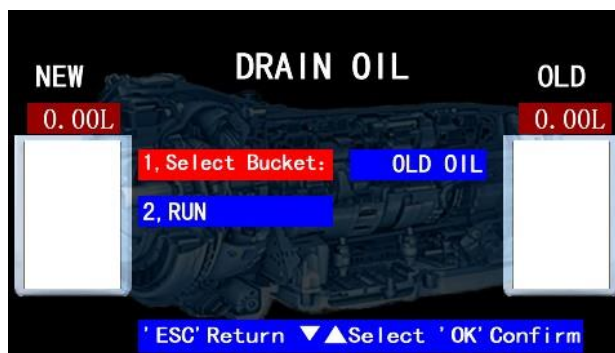 DRAIN OIL
NEW
OLD
0.00L
0.00L
1,Select Bucket:
OLD OIL
2,RUN
'ESC'Return ▼▲Select 'OK'Confirm